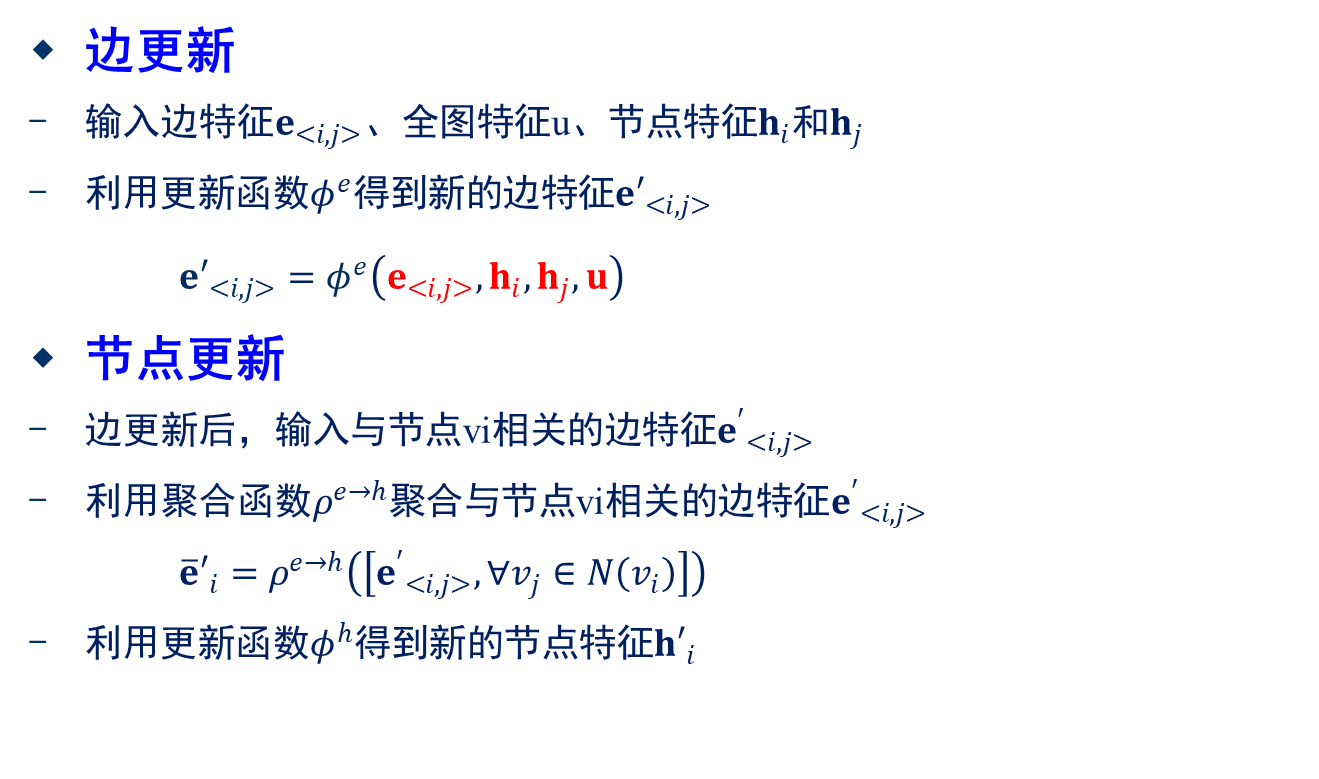 ◆ 边更新
– 输入边特征𝐞<i,j>、全图特征u、节点特征𝐡i和𝐡j
– 利用更新函数ϕ^e得到新的边特征𝐞′<i,j>
𝐞′<i,j> = ϕ^e(𝐞<i,j>, 𝐡i, 𝐡j, 𝐮)
◆ 节点更新
– 边更新后，输入与节点vi相关的边特征𝐞′<i,j>
– 利用聚合函数ρ^e→h聚合与节点vi相关的边特征𝐞′<i,j>
𝐞̅′i = ρ^e→h([𝐞′<i,j>, ∀vj ∈ N(vi)])
– 利用更新函数ϕ^h得到新的节点特征𝐡′i